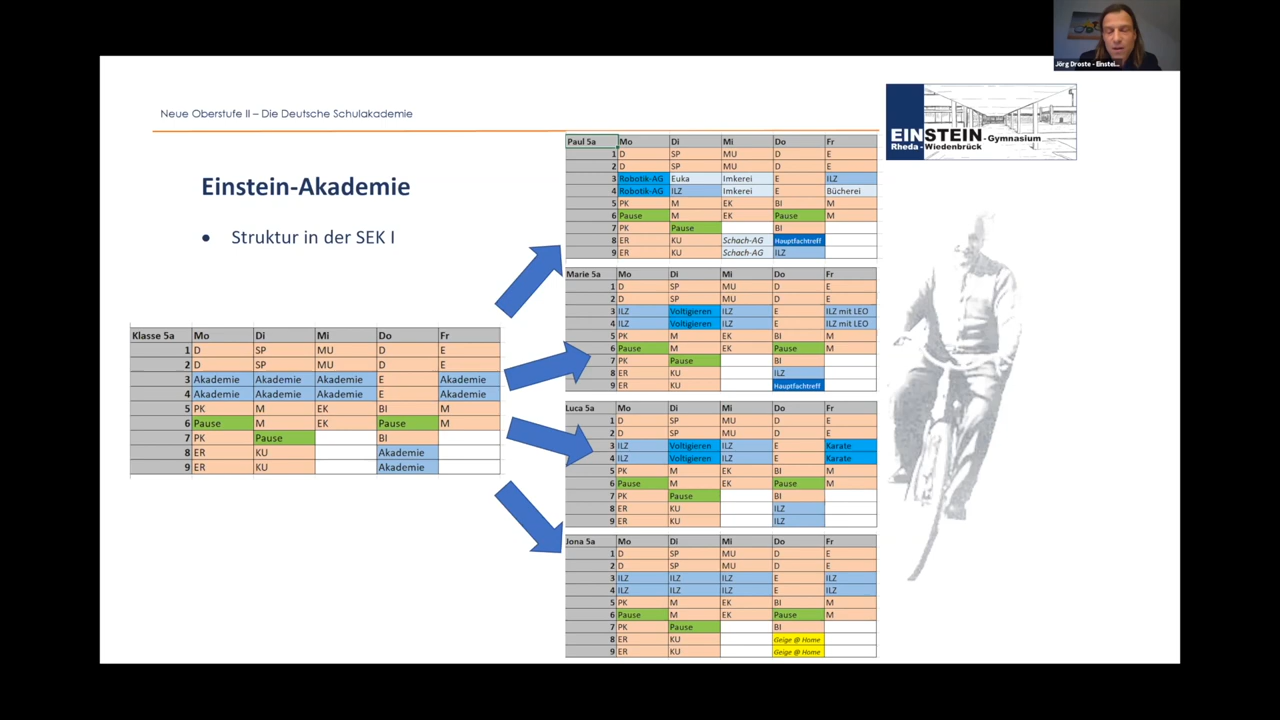 Jörg Droste - Einstei...
Neue Oberstufe II – Die Deutsche Schulakademie
EINSTEIN-Gymnasium
Rheda - Wiedenbrück
Einstein-Akademie
• Struktur in der SEK I
Klasse 5a Mo Di Mi Do Fr
1 D SP MU D E
2 D SP MU D E
3 Akademie Akademie Akademie E Akademie
4 Akademie Akademie Akademie E Akademie
5 PK M EK BI M
6 Pause M EK Pause M
7 PK Pause BI
8 ER KU Akademie
9 ER KU Akademie
Paul 5a Mo Di Mi Do Fr
1 D SP MU D E
2 D SP MU D E
3 Robotik-AG Euka Imkerei E ILZ
4 Robotik-AG ILZ Imkerei E Bücherei
5 PK M EK BI M
6 Pause M EK Pause M
7 PK Pause BI
8 ER KU Schach-AG Hauptfachtreff
9 ER KU Schach-AG ILZ
Marie 5a Mo Di Mi Do Fr
1 D SP MU D E
2 D SP MU D E
3 ILZ Voltigieren ILZ E ILZ mit LEO
4 ILZ Voltigieren ILZ E ILZ mit LEO
5 PK M EK BI M
6 Pause M EK Pause M
7 PK Pause BI
8 ER KU ILZ
9 ER KU Hauptfachtreff
Luca 5a Mo Di Mi Do Fr
1 D SP MU D E
2 D SP MU D E
3 ILZ Voltigieren ILZ E Karate
4 ILZ Voltigieren ILZ E Karate
5 PK M EK BI M
6 Pause M EK Pause M
7 PK Pause BI
8 ER KU ILZ
9 ER KU ILZ
Jona 5a Mo Di Mi Do Fr
1 D SP MU D E
2 D SP MU D E
3 ILZ ILZ ILZ E ILZ
4 ILZ ILZ ILZ E ILZ
5 PK M EK BI M
6 Pause M EK Pause M
7 PK Pause BI
8 ER KU Geige @ Home
9 ER KU Geige @ Home